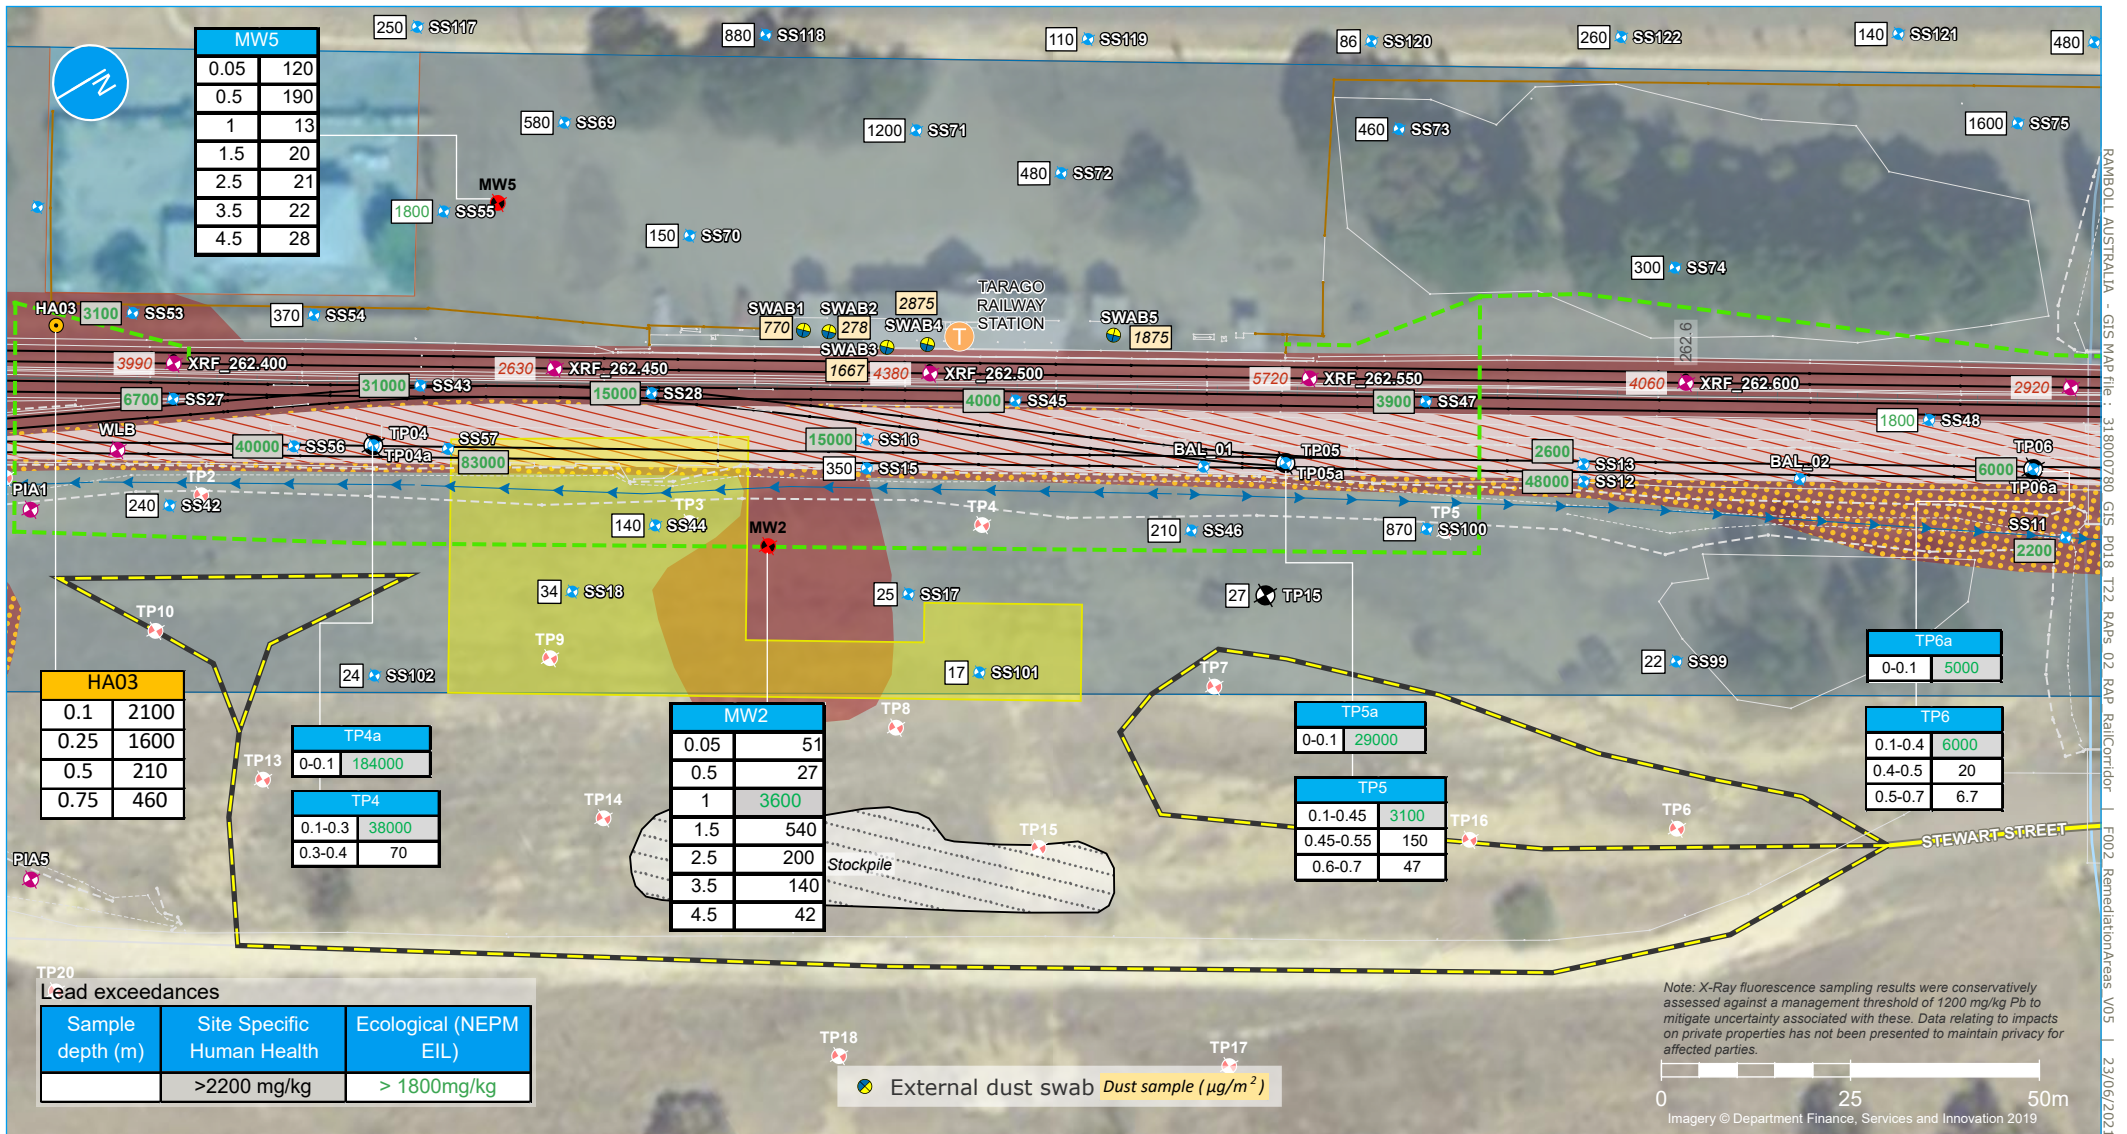 250 SS117
880 SS118
110 SS119
86 SS120
260 SS122
140 SS121
480
MW5
0.05 120
0.5 190
1 13
1.5 20
2.5 21
3.5 22
4.5 28
580 SS69
1200 SS71
480 SS72
460 SS73
1600 SS75
MW5
1800 SS55
150 SS70
300 SS74
TARAGO
RAILWAY
STATION
T
HA03
3100 SS53
370 SS54
SWAB1
770
SWAB2
278
2875
SWAB4
SWAB3
1667
SWAB5
1875
262.6
3990 XRF_262.400
2630 XRF_262.450
4380 XRF_262.500
5720 XRF_262.550
4060 XRF_262.600
2920
6700 SS27
31000 SS43
15000 SS28
4000 SS45
3900 SS47
1800 SS48
WLB
40000 SS56
TP04
TP04a
SS57
83000
15000 SS16
350 SS15
BAL_01
TP05
TP05a
2600 SS13
48000 SS12
BAL_02
TP06
6000
TP06a
PIA1
TP2
240 SS42
TP3
140 SS44
MW2
TP4
210 SS46
TP5
870 SS100
SS11
2200
TP10
34 SS18
25 SS17
27 TP15
TP9
24 SS102
17 SS101
TP7
22 SS99
TP8
HA03
0.1 2100
0.25 1600
0.5 210
0.75 460
TP13
TP4a
0-0.1 184000
TP4
0.1-0.3 38000
0.3-0.4 70
TP14
MW2
0.05 51
0.5 27
1 3600
1.5 540
2.5 200
3.5 140
4.5 42
Stockpile
TP15
TP5a
0-0.1 29000
TP5
0.1-0.45 3100
0.45-0.55 150
0.6-0.7 47
TP16
TP6
TP6a
0-0.1 5000
TP6
0.1-0.4 6000
0.4-0.5 20
0.5-0.7 6.7
STEWART STREET
PIA5
TP20
TP18
TP17
Lead exceedances
Sample depth (m) Site Specific Human Health Ecological (NEPM EIL)
>2200 mg/kg > 1800mg/kg
External dust swab Dust sample (µg/m²)
Note: X-Ray fluorescence sampling results were conservatively
assessed against a management threshold of 1200 mg/kg Pb to
mitigate uncertainty associated with these. Data relating to impacts
on private properties has not been presented to maintain privacy for
affected parties.
0 25 50m
Imagery © Department Finance, Services and Innovation 2019
RAMBOLL AUSTRALIA - GIS MAP file : 318000780_GIS_P018_T22_RAPs_02_RAP_RailCorridor | F002_RemediationAreas_V05 | 23/06/2021